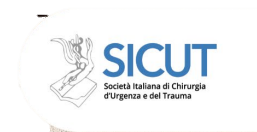 SICUT
Società Italiana di Chirurgia
d'Urgenza e del Trauma